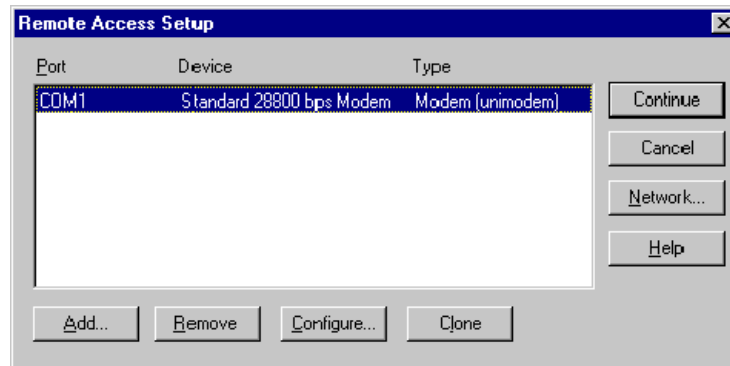 Remote Access Setup
Port Device Type
COM1 Standard 28800 bps Modem Modem (unimodem)
Continue
Cancel
Network...
Help
Add... Remove Configure... Clone